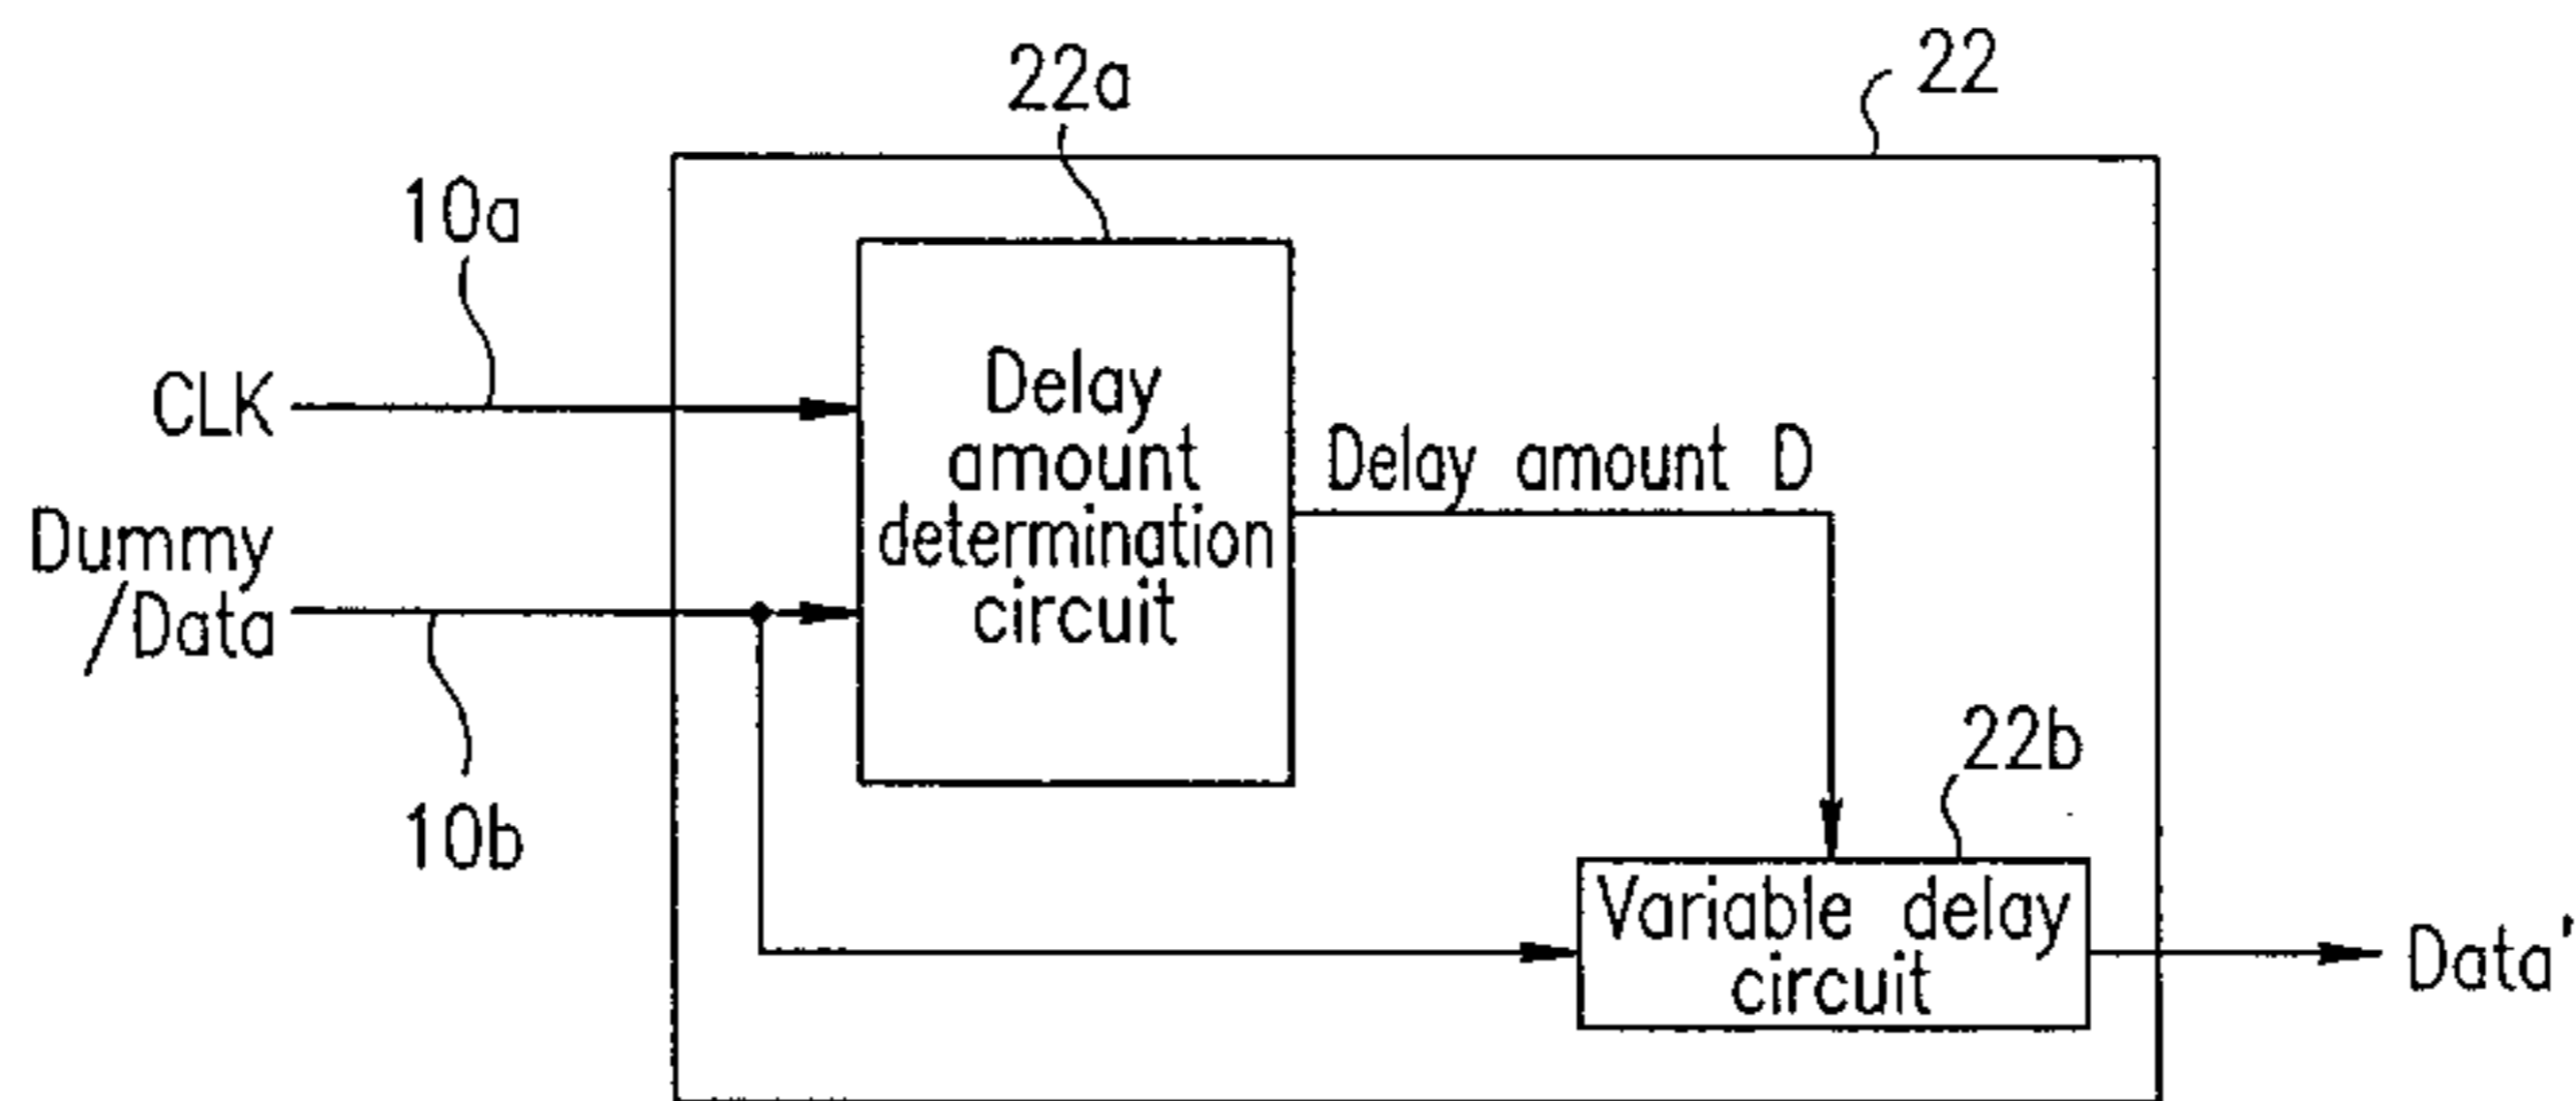 22a
22
10a
CLK
Delay
amount
determination
circuit
Delay amount D
Dummy
/Data
10b
22b
Variable delay
circuit
Data'